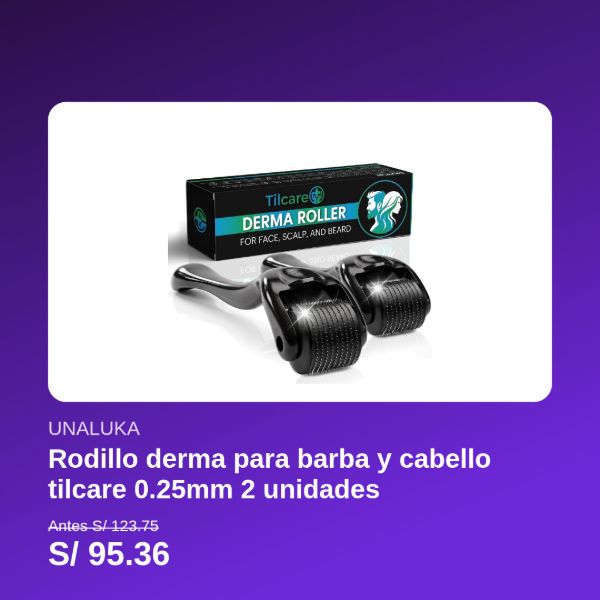 Tilcare
DERMA ROLLER
FOR FACE, SCALP, AND BEARD
UNALUKA
Rodillo derma para barba y cabello
tilcare 0.25mm 2 unidades
Antes S/ 123.75
S/ 95.36